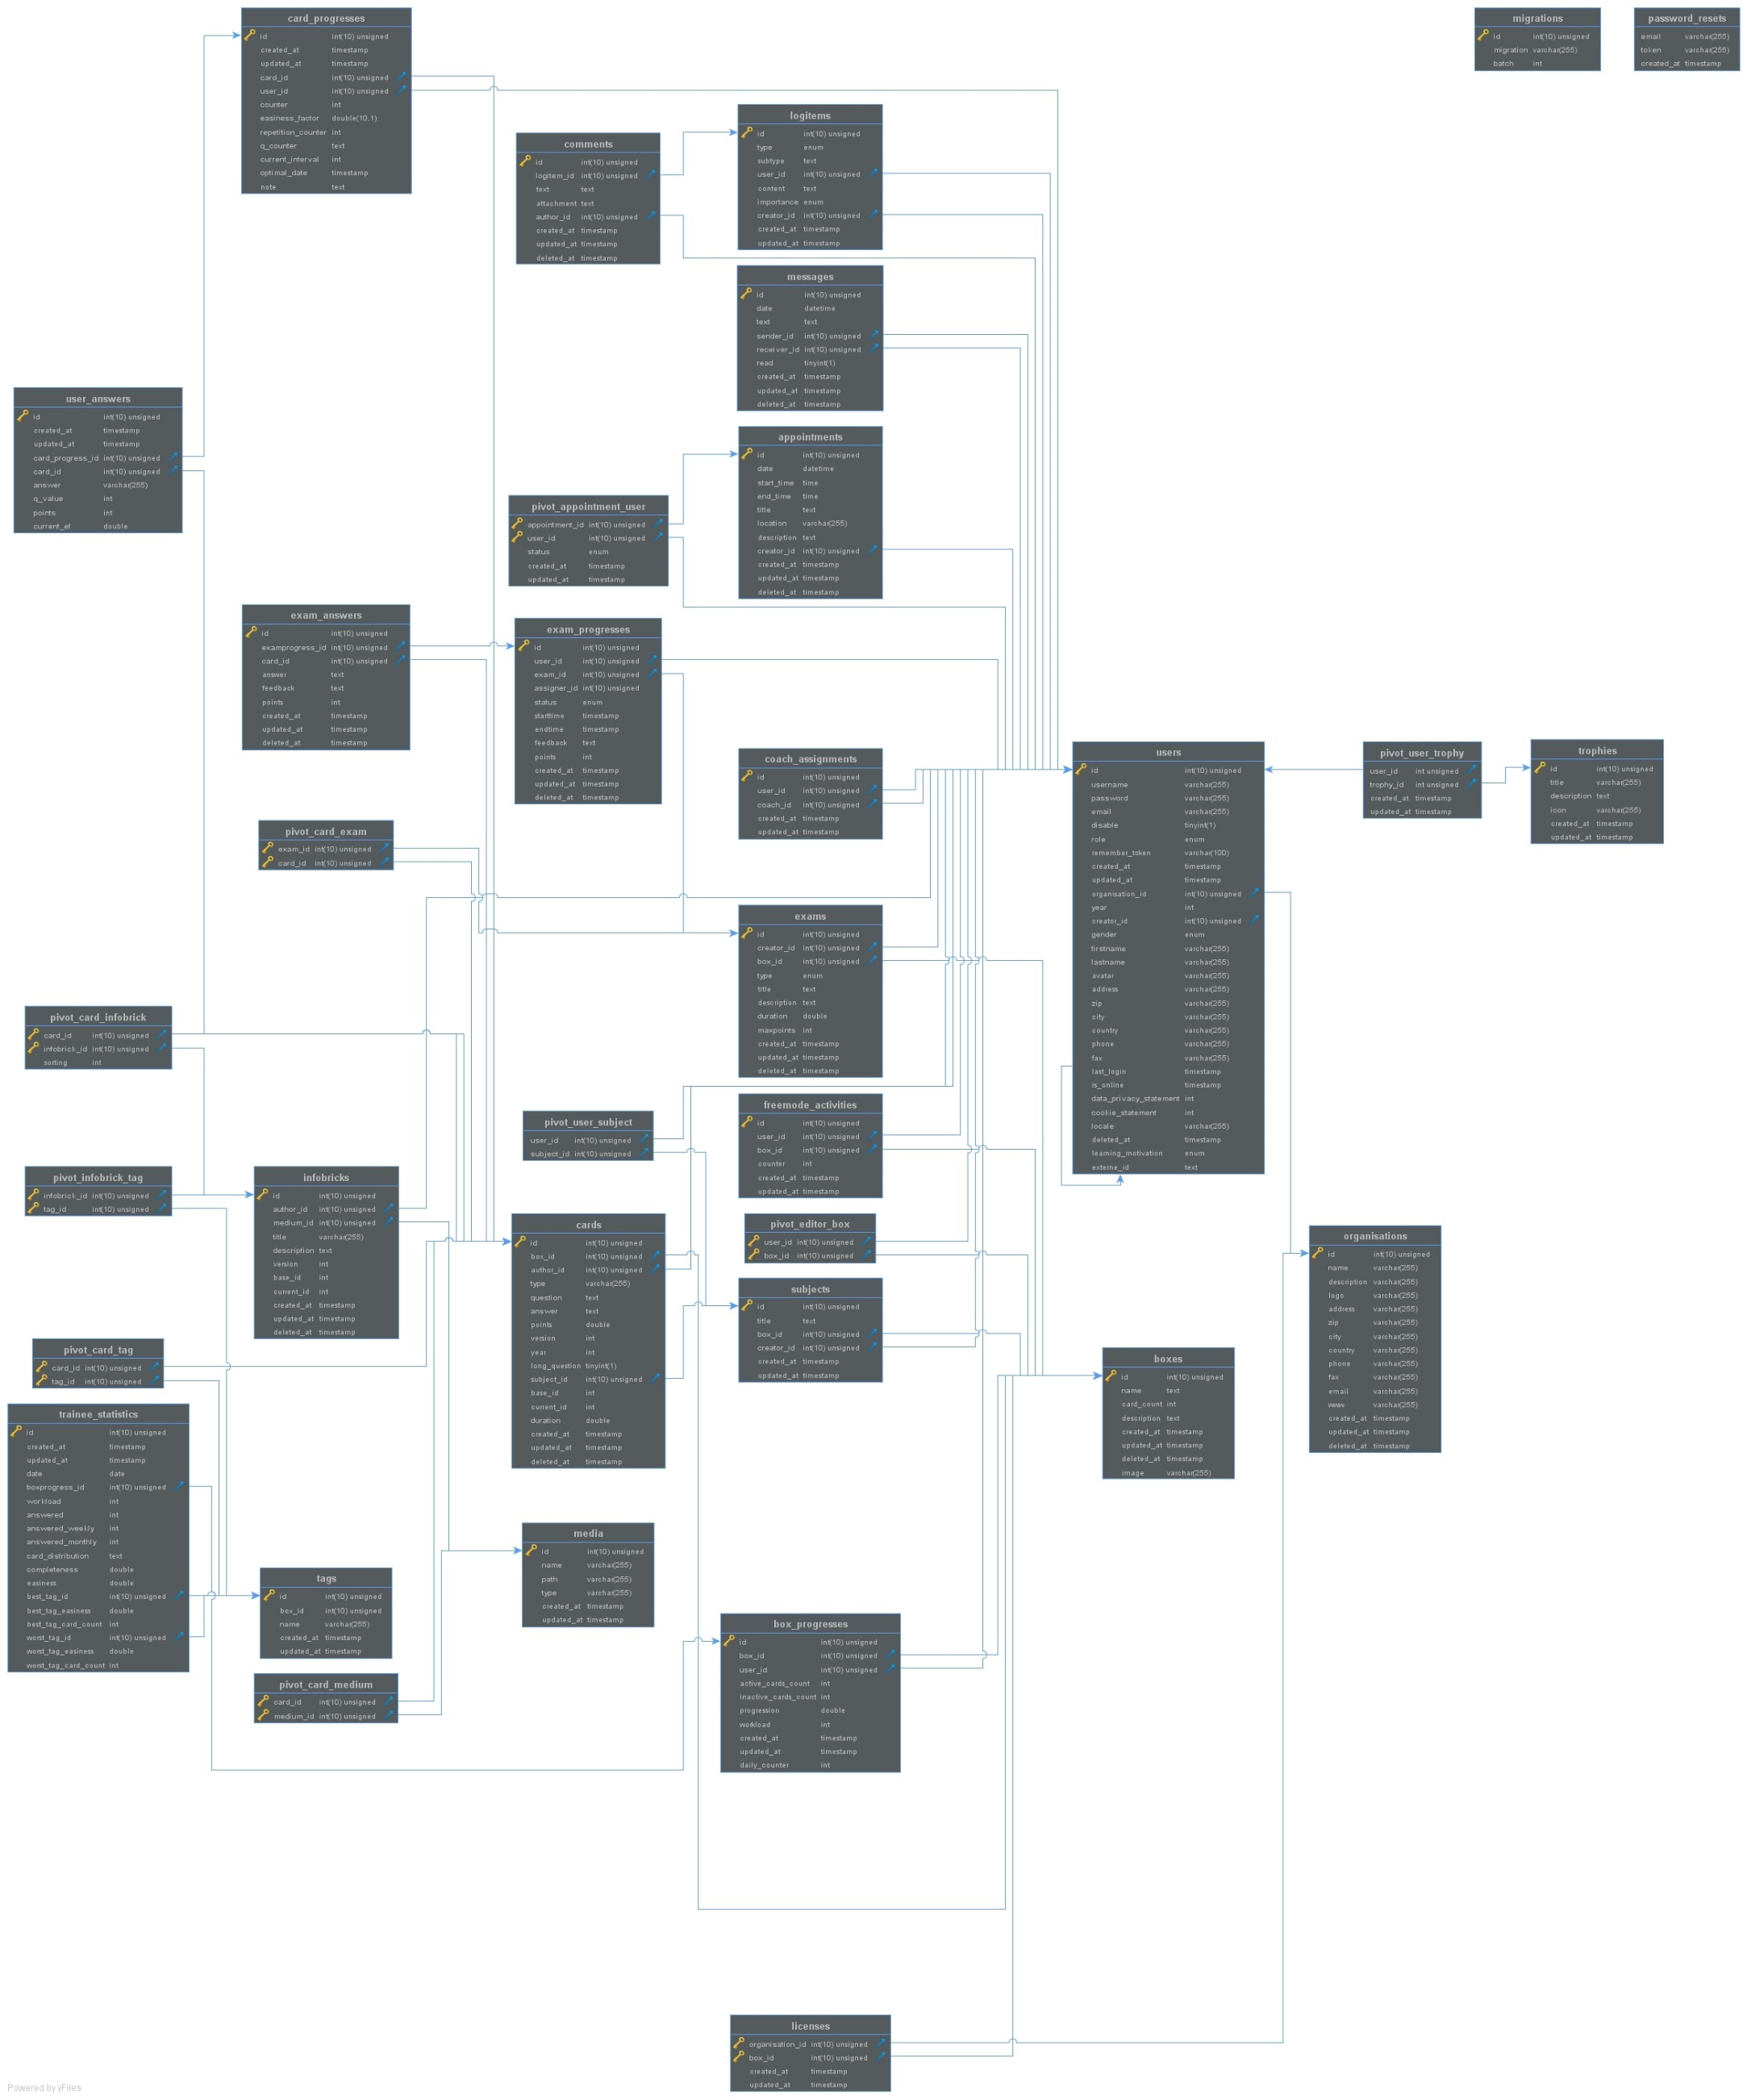 card_progresses
id int(10) unsigned
created_at timestamp
updated_at timestamp
card_id int(10) unsigned
user_id int(10) unsigned
counter int
easiness_factor double(10,1)
repetition_counter int
q_counter text
current_interval int
optimal_date timestamp
note text
migrations
id int(10) unsigned
migration varchar(255)
batch int
password_resets
email varchar(255)
token varchar(255)
created_at timestamp
logitems
id int(10) unsigned
type enum
subtype text
user_id int(10) unsigned
content text
importance enum
creator_id int(10) unsigned
created_at timestamp
updated_at timestamp
comments
id int(10) unsigned
logitem_id int(10) unsigned
text text
attachment text
author_id int(10) unsigned
created_at timestamp
updated_at timestamp
deleted_at timestamp
messages
id int(10) unsigned
date datetime
text text
sender_id int(10) unsigned
receiver_id int(10) unsigned
read tinyint(1)
created_at timestamp
updated_at timestamp
deleted_at timestamp
user_answers
id int(10) unsigned
created_at timestamp
updated_at timestamp
card_progress_id int(10) unsigned
card_id int(10) unsigned
answer varchar(255)
q_value int
points int
current_ef double
appointments
id int(10) unsigned
date datetime
start_time time
end_time time
title text
location varchar(255)
description text
creator_id int(10) unsigned
created_at timestamp
updated_at timestamp
deleted_at timestamp
pivot_appointment_user
appointment_id int(10) unsigned
user_id int(10) unsigned
status enum
created_at timestamp
updated_at timestamp
exam_answers
id int(10) unsigned
examprogress_id int(10) unsigned
card_id int(10) unsigned
answer text
feedback text
points int
created_at timestamp
updated_at timestamp
deleted_at timestamp
exam_progresses
id int(10) unsigned
user_id int(10) unsigned
exam_id int(10) unsigned
assigner_id int(10) unsigned
status enum
starttime timestamp
endtime timestamp
feedback text
points int
created_at timestamp
updated_at timestamp
deleted_at timestamp
coach_assignments
id int(10) unsigned
user_id int(10) unsigned
coach_id int(10) unsigned
created_at timestamp
updated_at timestamp
users
id int(10) unsigned
username varchar(255)
password varchar(255)
email varchar(255)
disable tinyint(1)
role enum
remember_token varchar(100)
created_at timestamp
updated_at timestamp
organisation_id int(10) unsigned
year int
creator_id int(10) unsigned
gender enum
firstname varchar(255)
lastname varchar(255)
avatar varchar(255)
address varchar(255)
zip varchar(255)
city varchar(255)
country varchar(255)
phone varchar(255)
fax varchar(255)
last_login timestamp
is_online timestamp
data_privacy_statement int
cookie_statement int
locale varchar(255)
deleted_at timestamp
learning_motivation enum
externe_id text
pivot_user_trophy
user_id int unsigned
trophy_id int unsigned
created_at timestamp
updated_at timestamp
trophies
id int(10) unsigned
title varchar(255)
description text
icon varchar(255)
created_at timestamp
updated_at timestamp
pivot_card_exam
exam_id int(10) unsigned
card_id int(10) unsigned
exams
id int(10) unsigned
creator_id int(10) unsigned
box_id int(10) unsigned
type enum
title text
description text
duration double
maxpoints int
created_at timestamp
updated_at timestamp
deleted_at timestamp
pivot_card_infobrick
card_id int(10) unsigned
infobrick_id int(10) unsigned
sorting int
freemode_activities
id int(10) unsigned
user_id int(10) unsigned
box_id int(10) unsigned
counter int
created_at timestamp
updated_at timestamp
pivot_user_subject
user_id int(10) unsigned
subject_id int(10) unsigned
pivot_infobrick_tag
infobrick_id int(10) unsigned
tag_id int(10) unsigned
infobricks
id int(10) unsigned
author_id int(10) unsigned
medium_id int(10) unsigned
title varchar(255)
description text
version int
base_id int
current_id int
created_at timestamp
updated_at timestamp
deleted_at timestamp
cards
id int(10) unsigned
box_id int(10) unsigned
author_id int(10) unsigned
type varchar(255)
question text
answer text
points double
version int
year int
long_question tinyint(1)
subject_id int(10) unsigned
base_id int
current_id int
duration double
created_at timestamp
updated_at timestamp
deleted_at timestamp
pivot_editor_box
user_id int(10) unsigned
box_id int(10) unsigned
subjects
id int(10) unsigned
title text
box_id int(10) unsigned
creator_id int(10) unsigned
created_at timestamp
updated_at timestamp
organisations
id int(10) unsigned
name varchar(255)
description varchar(255)
logo varchar(255)
address varchar(255)
zip varchar(255)
city varchar(255)
country varchar(255)
phone varchar(255)
fax varchar(255)
email varchar(255)
www varchar(255)
created_at timestamp
updated_at timestamp
deleted_at timestamp
pivot_card_tag
card_id int(10) unsigned
tag_id int(10) unsigned
boxes
id int(10) unsigned
name text
card_count int
description text
created_at timestamp
updated_at timestamp
deleted_at timestamp
image varchar(255)
trainee_statistics
id int(10) unsigned
created_at timestamp
updated_at timestamp
date date
boxprogress_id int(10) unsigned
workload int
answered int
answered_weekly int
answered_monthly int
card_distribution text
completeness double
easiness double
best_tag_id int(10) unsigned
best_tag_easiness double
best_tag_card_count int
worst_tag_id int(10) unsigned
worst_tag_easiness double
worst_tag_card_count int
media
id int(10) unsigned
name varchar(255)
path varchar(255)
type varchar(255)
created_at timestamp
updated_at timestamp
tags
id int(10) unsigned
box_id int(10) unsigned
name varchar(255)
created_at timestamp
updated_at timestamp
box_progresses
id int(10) unsigned
box_id int(10) unsigned
user_id int(10) unsigned
active_cards_count int
inactive_cards_count int
progression double
workload int
created_at timestamp
updated_at timestamp
daily_counter int
pivot_card_medium
card_id int(10) unsigned
medium_id int(10) unsigned
licenses
organisation_id int(10) unsigned
box_id int(10) unsigned
created_at timestamp
updated_at timestamp
Powered by yFiles